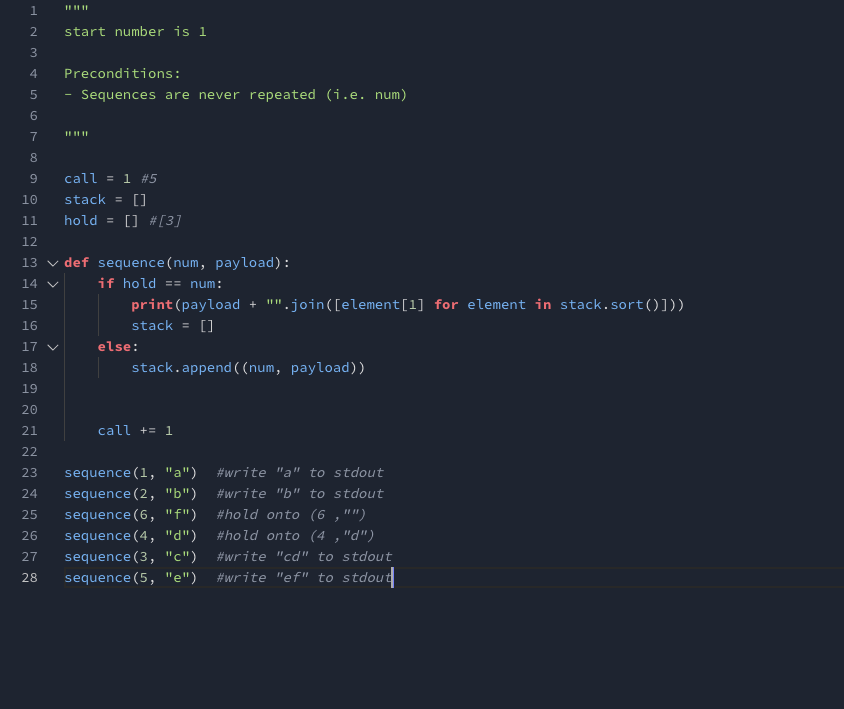 1 """
2 start number is 1
3
4 Preconditions:
5 - Sequences are never repeated (i.e. num)
6
7 """
8
9 call = 1 #5
10 stack = []
11 hold = [] #[3]
12
13 def sequence(num, payload):
14     if hold == num:
15         print(payload + "".join([element[1] for element in stack.sort()]))
16         stack = []
17     else:
18         stack.append((num, payload))
19
20
21     call += 1
22
23 sequence(1, "a")  #write "a" to stdout
24 sequence(2, "b")  #write "b" to stdout
25 sequence(6, "f")  #hold onto (6 ,"")
26 sequence(4, "d")  #hold onto (4 ,"d")
27 sequence(3, "c")  #write "cd" to stdout
28 sequence(5, "e")  #write "ef" to stdout